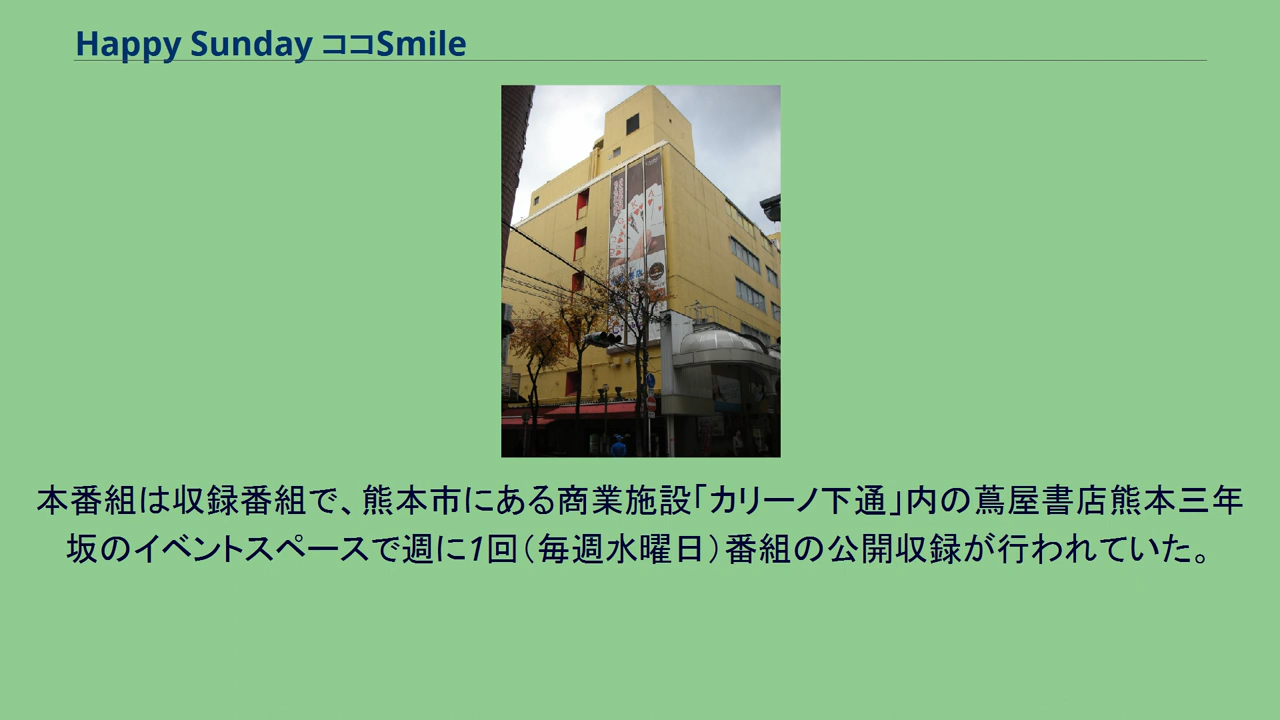 Happy Sunday ココSmile
本番組は収録番組で、熊本市にある商業施設「カリーノ下通」内の蔦屋書店熊本三年
坂のイベントスペースで週に1回（毎週水曜日）番組の公開収録が行われていた。